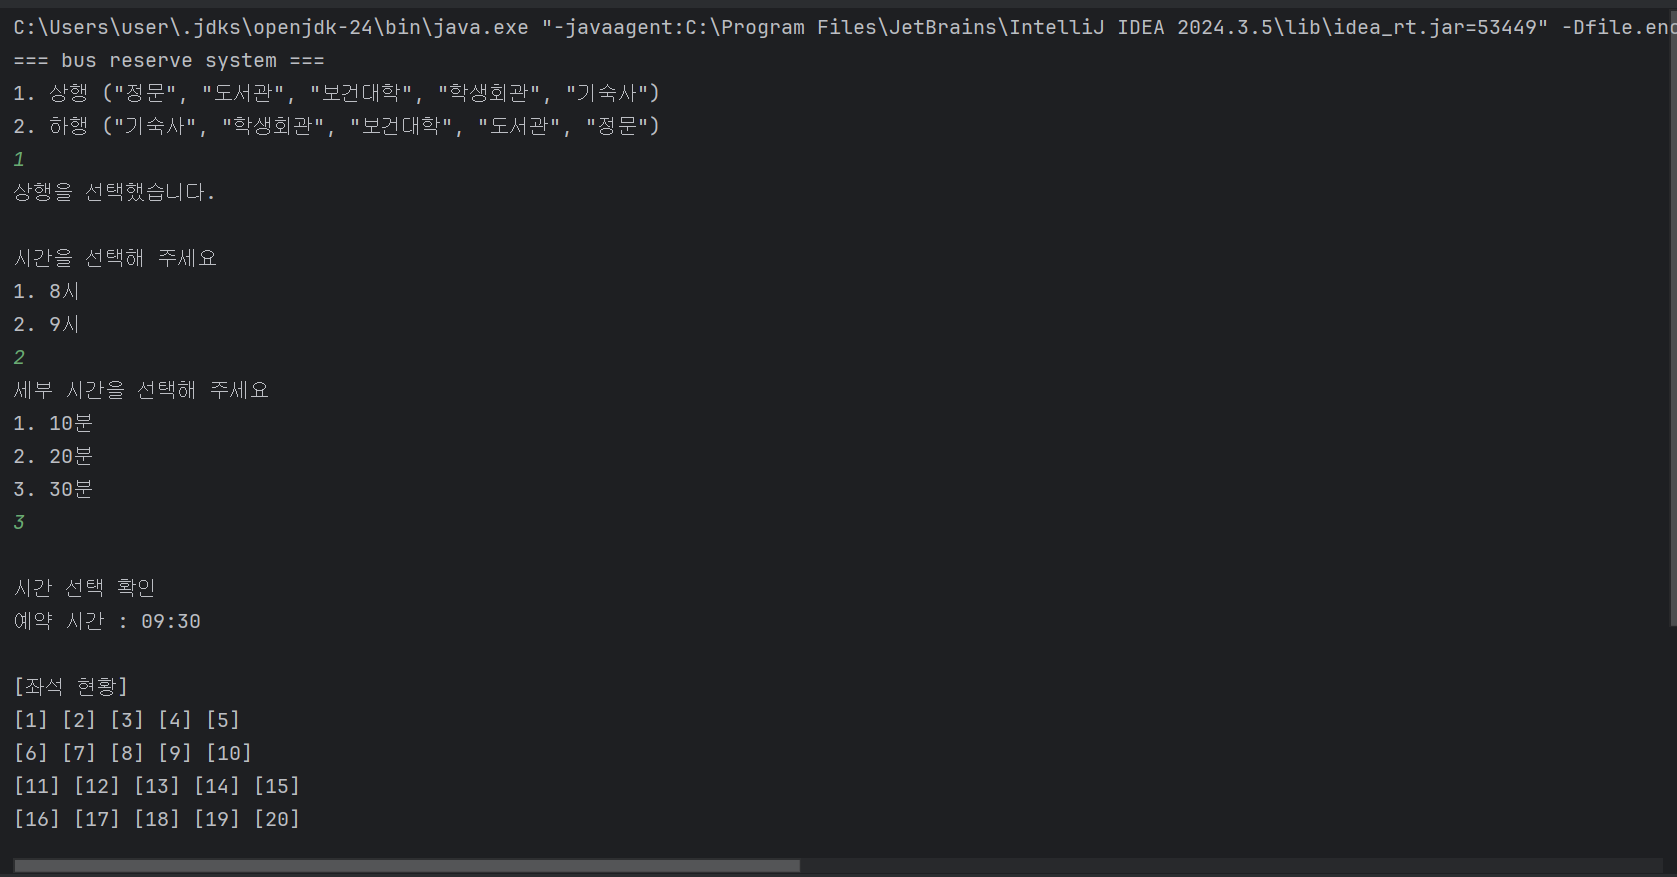 C:\Users\user\.jdks\openjdk-24\bin\java.exe "-javaagent:C:\Program Files\JetBrains\IntelliJ IDEA 2024.3.5\lib\idea_rt.jar=53449" -Dfile.enc
=== bus reserve system ===
1. 상행 ("정문", "도서관", "보건대학", "학생회관", "기숙사")
2. 하행 ("기숙사", "학생회관", "보건대학", "도서관", "정문")
1
상행을 선택했습니다.
시간을 선택해 주세요
1. 8시
2. 9시
2
세부 시간을 선택해 주세요
1. 10분
2. 20분
3. 30분
3
시간 선택 확인
예약 시간 : 09:30
[좌석 현황]
[1] [2] [3] [4] [5]
[6] [7] [8] [9] [10]
[11] [12] [13] [14] [15]
[16] [17] [18] [19] [20]